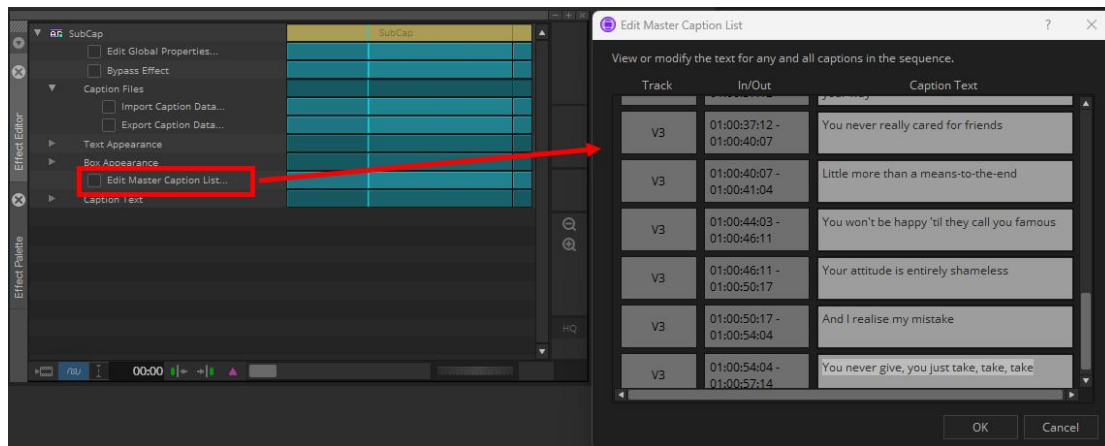 SubCap
SubCap
Edit Global Properties...
Bypass Effect
Caption Files
Import Caption Data...
Export Caption Data...
Text Appearance
Box Appearance
Edit Master Caption List...
Caption Text
Effect Editor
Effect Palette
HQ
00:00
Edit Master Caption List
? ×
View or modify the text for any and all captions in the sequence.
Track In/Out Caption Text
V3 01:00:37:12 - You never really cared for friends
01:00:40:07
V3 01:00:40:07 - Little more than a means-to-the-end
01:00:41:04
V3 01:00:44:03 - You won't be happy 'til they call you famous
01:00:46:11
V3 01:00:46:11 - Your attitude is entirely shameless
01:00:50:17
V3 01:00:50:17 - And I realise my mistake
01:00:54:04
V3 01:00:54:04 - You never give, you just take, take, take
01:00:57:14
OK Cancel